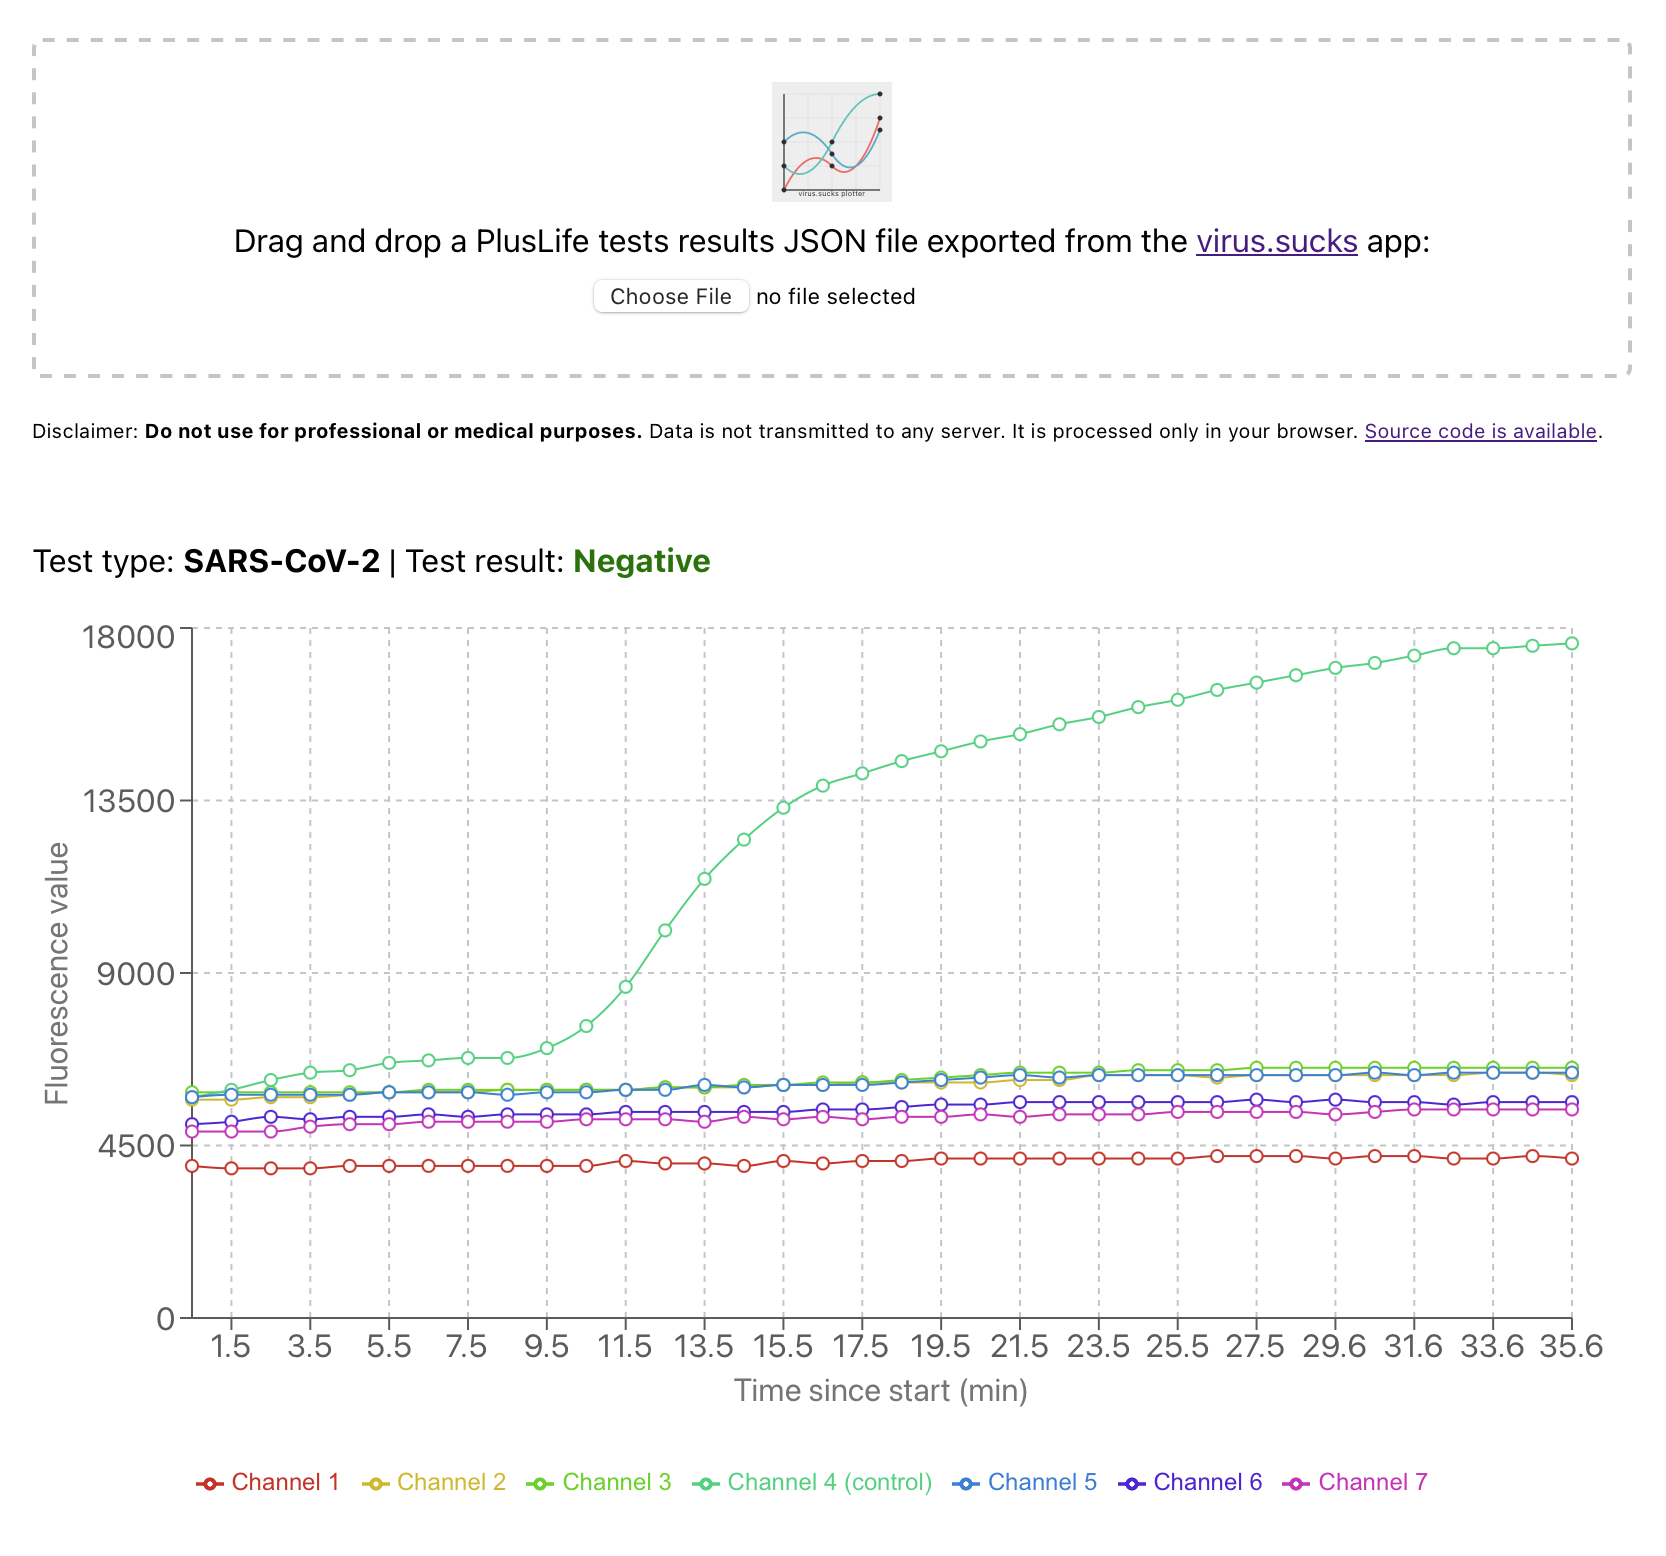 virus.sucks plotter
Drag and drop a PlusLife tests results JSON file exported from the virus.sucks app:
Choose File no file selected
Disclaimer: Do not use for professional or medical purposes. Data is not transmitted to any server. It is processed only in your browser. Source code is available.
Test type: SARS-CoV-2 | Test result: Negative
18000
13500
9000
4500
0
Fluorescence value
1.5 3.5 5.5 7.5 9.5 11.5 13.5 15.5 17.5 19.5 21.5 23.5 25.5 27.5 29.6 31.6 33.6 35.6
Time since start (min)
Channel 1 Channel 2 Channel 3 Channel 4 (control) Channel 5 Channel 6 Channel 7